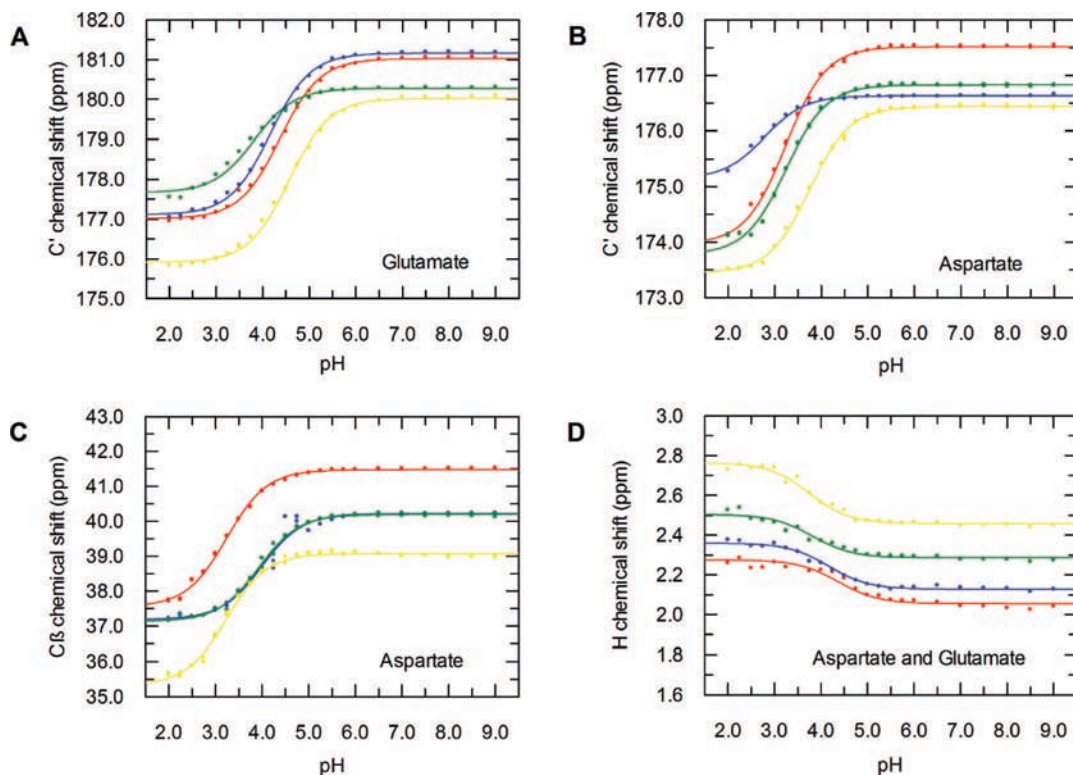 A
C' chemical shift (ppm)
182.0
181.0
180.0
179.0
178.0
177.0
176.0
175.0
Glutamate
2.0 3.0 4.0 5.0 6.0 7.0 8.0 9.0
pH
B
C' chemical shift (ppm)
178.0
177.0
176.0
175.0
174.0
173.0
Aspartate
2.0 3.0 4.0 5.0 6.0 7.0 8.0 9.0
pH
C
Cß chemical shift (ppm)
43.0
42.0
41.0
40.0
39.0
38.0
37.0
36.0
35.0
Aspartate
2.0 3.0 4.0 5.0 6.0 7.0 8.0 9.0
pH
D
H chemical shift (ppm)
3.0
2.8
2.6
2.4
2.2
2.0
1.8
1.6
Aspartate and Glutamate
2.0 3.0 4.0 5.0 6.0 7.0 8.0 9.0
pH